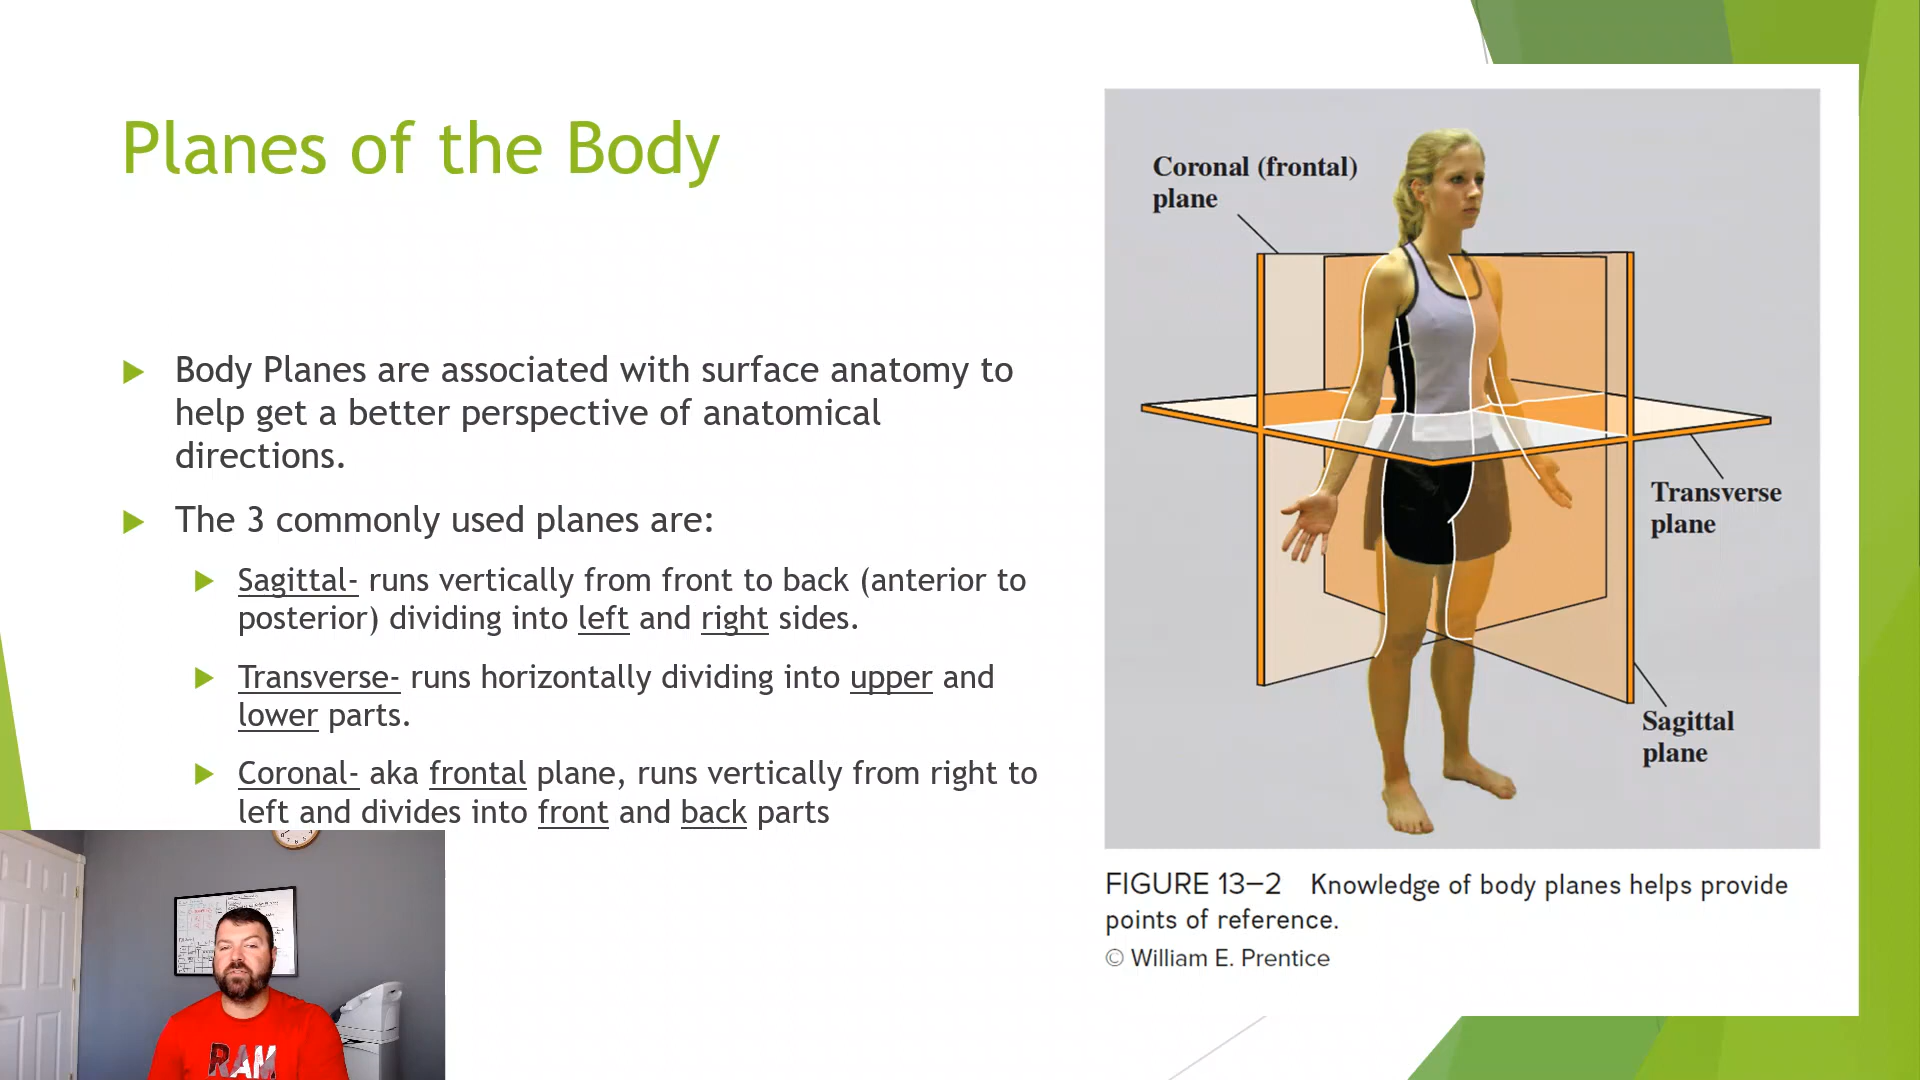 Planes of the Body
Body Planes are associated with surface anatomy to
help get a better perspective of anatomical
directions.
The 3 commonly used planes are:
Sagittal- runs vertically from front to back (anterior to
posterior) dividing into left and right sides.
Transverse- runs horizontally dividing into upper and
lower parts.
Coronal- aka frontal plane, runs vertically from right to
left and divides into front and back parts
Coronal (frontal)
plane
Transverse
plane
Sagittal
plane
FIGURE 13–2 Knowledge of body planes helps provide
points of reference.
© William E. Prentice
RAM